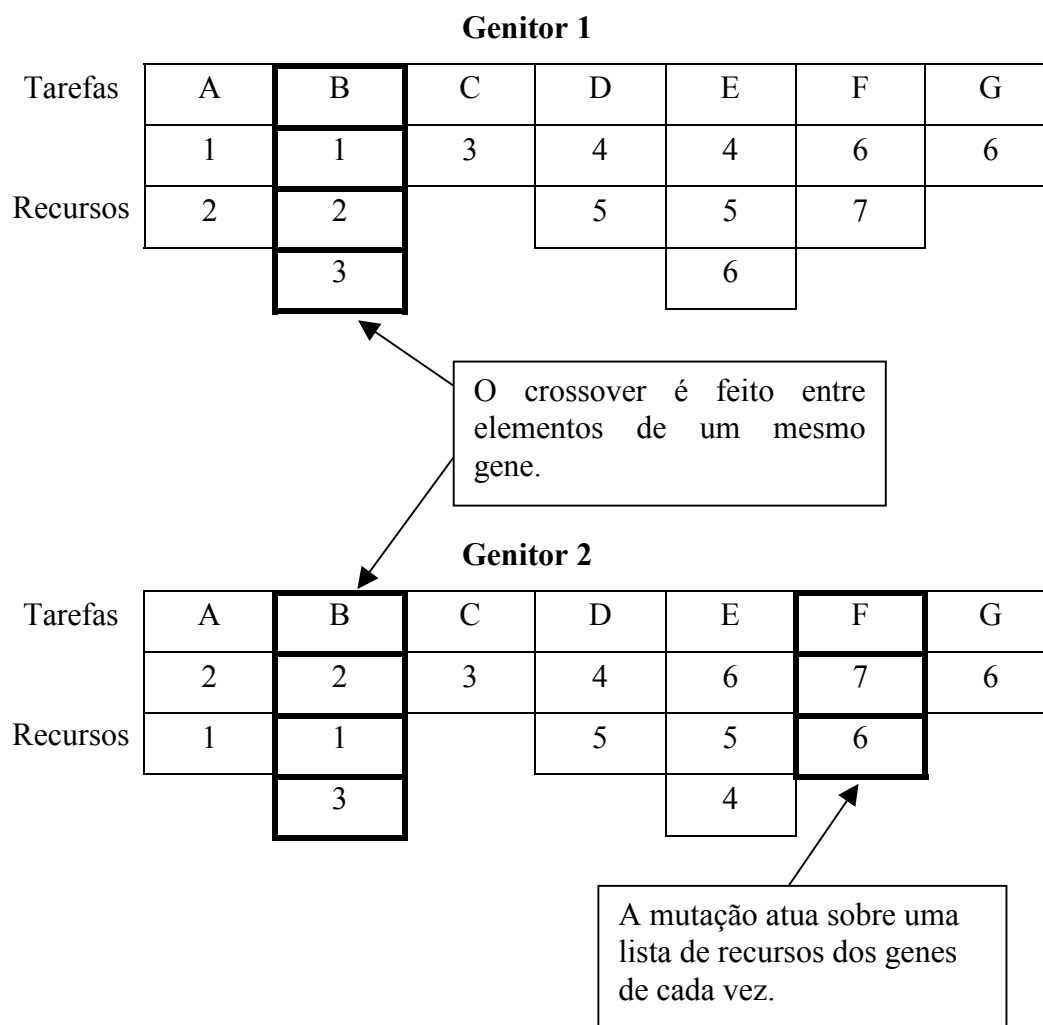 Genitor 1
Tarefas A B C D E F G
1 1 3 4 4 6 6
Recursos 2 2 5 5 7
3 6
O crossover é feito entre
elementos de um mesmo
gene.
Genitor 2
Tarefas A B C D E F G
2 2 3 4 6 7 6
Recursos 1 1 5 5 6
3 4
A mutação atua sobre uma
lista de recursos dos genes
de cada vez.